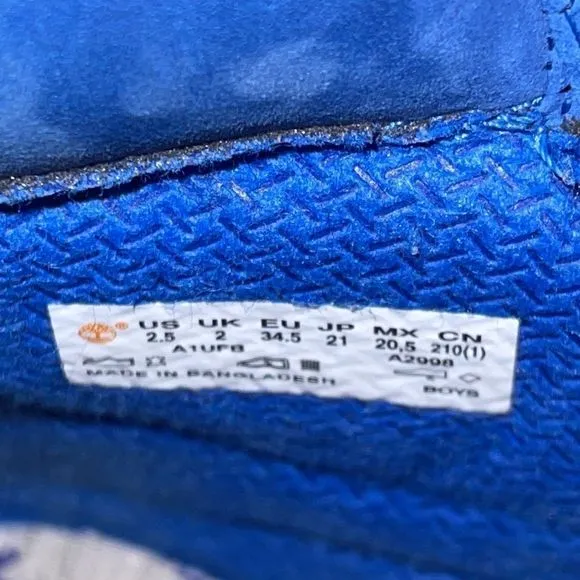 ® US UK EU JP MX CN
2.5 2 34.5 21 20,5 210(1)
A1UFB A2998
MADE IN BANGLADESH BOYS